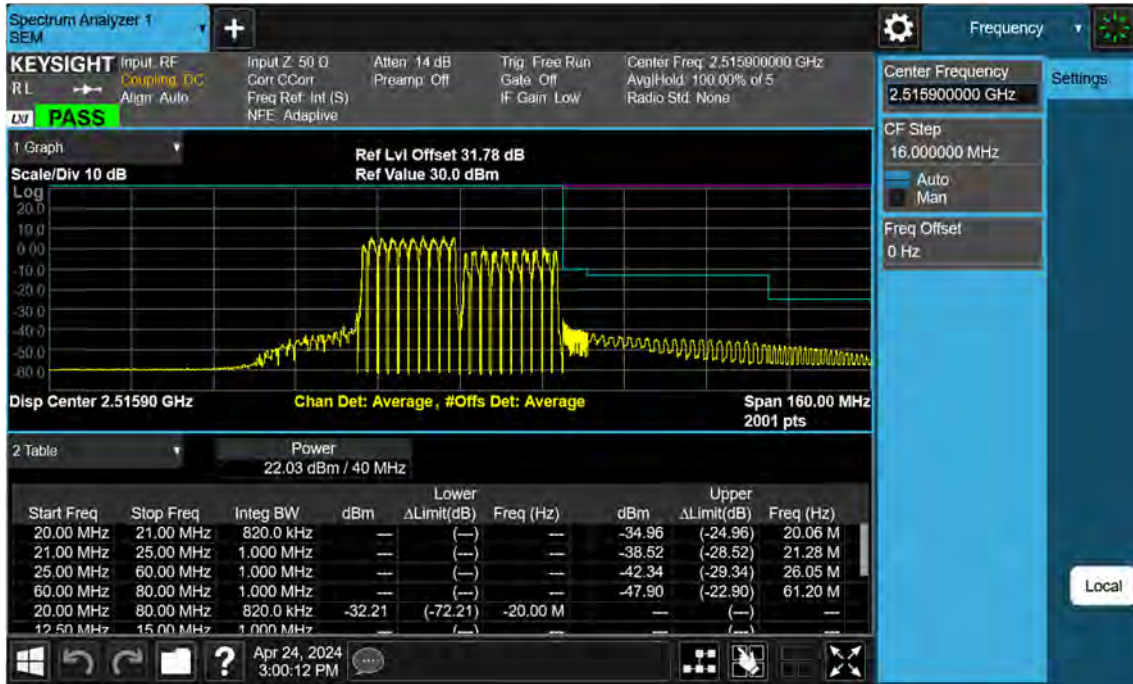 Spectrum Analyzer 1
SEM
Frequency
KEYSIGHT
RL
LXI
PASS
Input: RF
Coupling: DC
Align: Auto
Input Z: 50 Ω
Corr CCorr
Freq Ref: Int (S)
NFE: Adaptive
Atten: 14 dB
Preamp: Off
Trig: Free Run
Gate: Off
IF Gain: Low
Center Freq: 2.515900000 GHz
Avg|Hold: 100.00% of 5
Radio Std: None
Center Frequency
2.515900000 GHz
Settings
CF Step
16.000000 MHz
Auto
Man
Freq Offset
0 Hz
Local
1 Graph
Scale/Div 10 dB
Ref Lvl Offset 31.78 dB
Ref Value 30.0 dBm
Log
20.0
10.0
0.00
-10.0
-20.0
-30.0
-40.0
-50.0
-60.0
Disp Center 2.51590 GHz
Chan Det: Average, #Offs Det: Average
Span 160.00 MHz
2001 pts
2 Table
Power
22.03 dBm / 40 MHz
Lower Upper
Start Freq Stop Freq Integ BW dBm ΔLimit(dB) Freq (Hz) dBm ΔLimit(dB) Freq (Hz)
20.00 MHz 21.00 MHz 820.0 kHz --- (---) --- -34.96 (-24.96) 20.06 M
21.00 MHz 25.00 MHz 1.000 MHz --- (---) --- -38.52 (-28.52) 21.28 M
25.00 MHz 60.00 MHz 1.000 MHz --- (---) --- -42.34 (-29.34) 26.05 M
60.00 MHz 80.00 MHz 1.000 MHz --- (---) --- -47.90 (-22.90) 61.20 M
20.00 MHz 80.00 MHz 820.0 kHz -32.21 (-72.21) -20.00 M --- (---) ---
12.50 MHz 15.00 MHz 1.000 MHz --- (---) --- --- (---) ---
?
Apr 24, 2024
3:00:12 PM